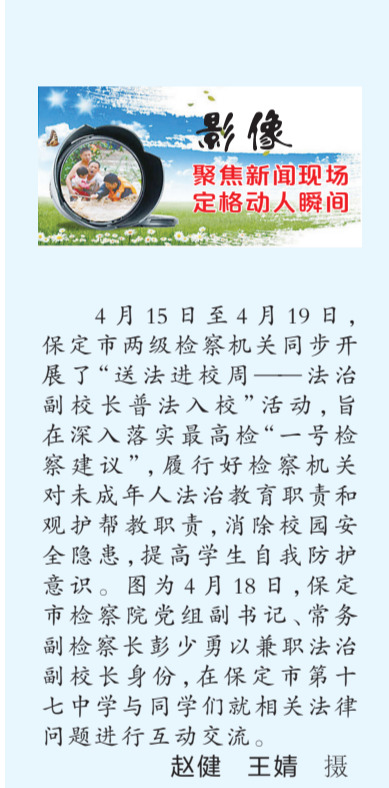 影像
聚焦新闻现场
定格动人瞬间
4月15日至4月19日，
保定市两级检察机关同步开
展了“送法进校周——法治
副校长普法入校”活动，旨
在深入落实最高检“一号检
察建议”，履行好检察机关
对未成年人法治教育职责和
观护帮教职责，消除校园安
全隐患，提高学生自我防护
意识。图为4月18日，保定
市检察院党组副书记、常务
副检察长彭少勇以兼职法治
副校长身份，在保定市第十
七中学与同学们就相关法律
问题进行互动交流。
赵健 王婧 摄